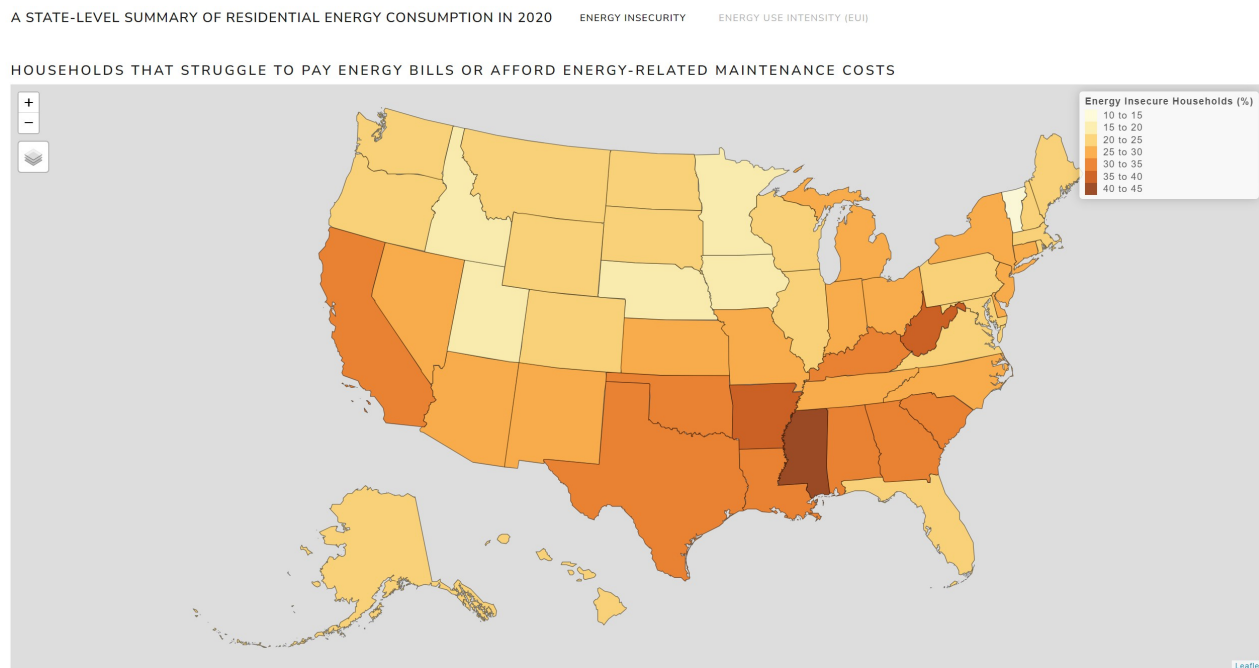 A STATE-LEVEL SUMMARY OF RESIDENTIAL ENERGY CONSUMPTION IN 2020 ENERGY INSECURITY ENERGY USE INTENSITY (EUI)
HOUSEHOLDS THAT STRUGGLE TO PAY ENERGY BILLS OR AFFORD ENERGY-RELATED MAINTENANCE COSTS
+
−
Energy Insecure Households (%)
10 to 15
15 to 20
20 to 25
25 to 30
30 to 35
35 to 40
40 to 45
Leafle